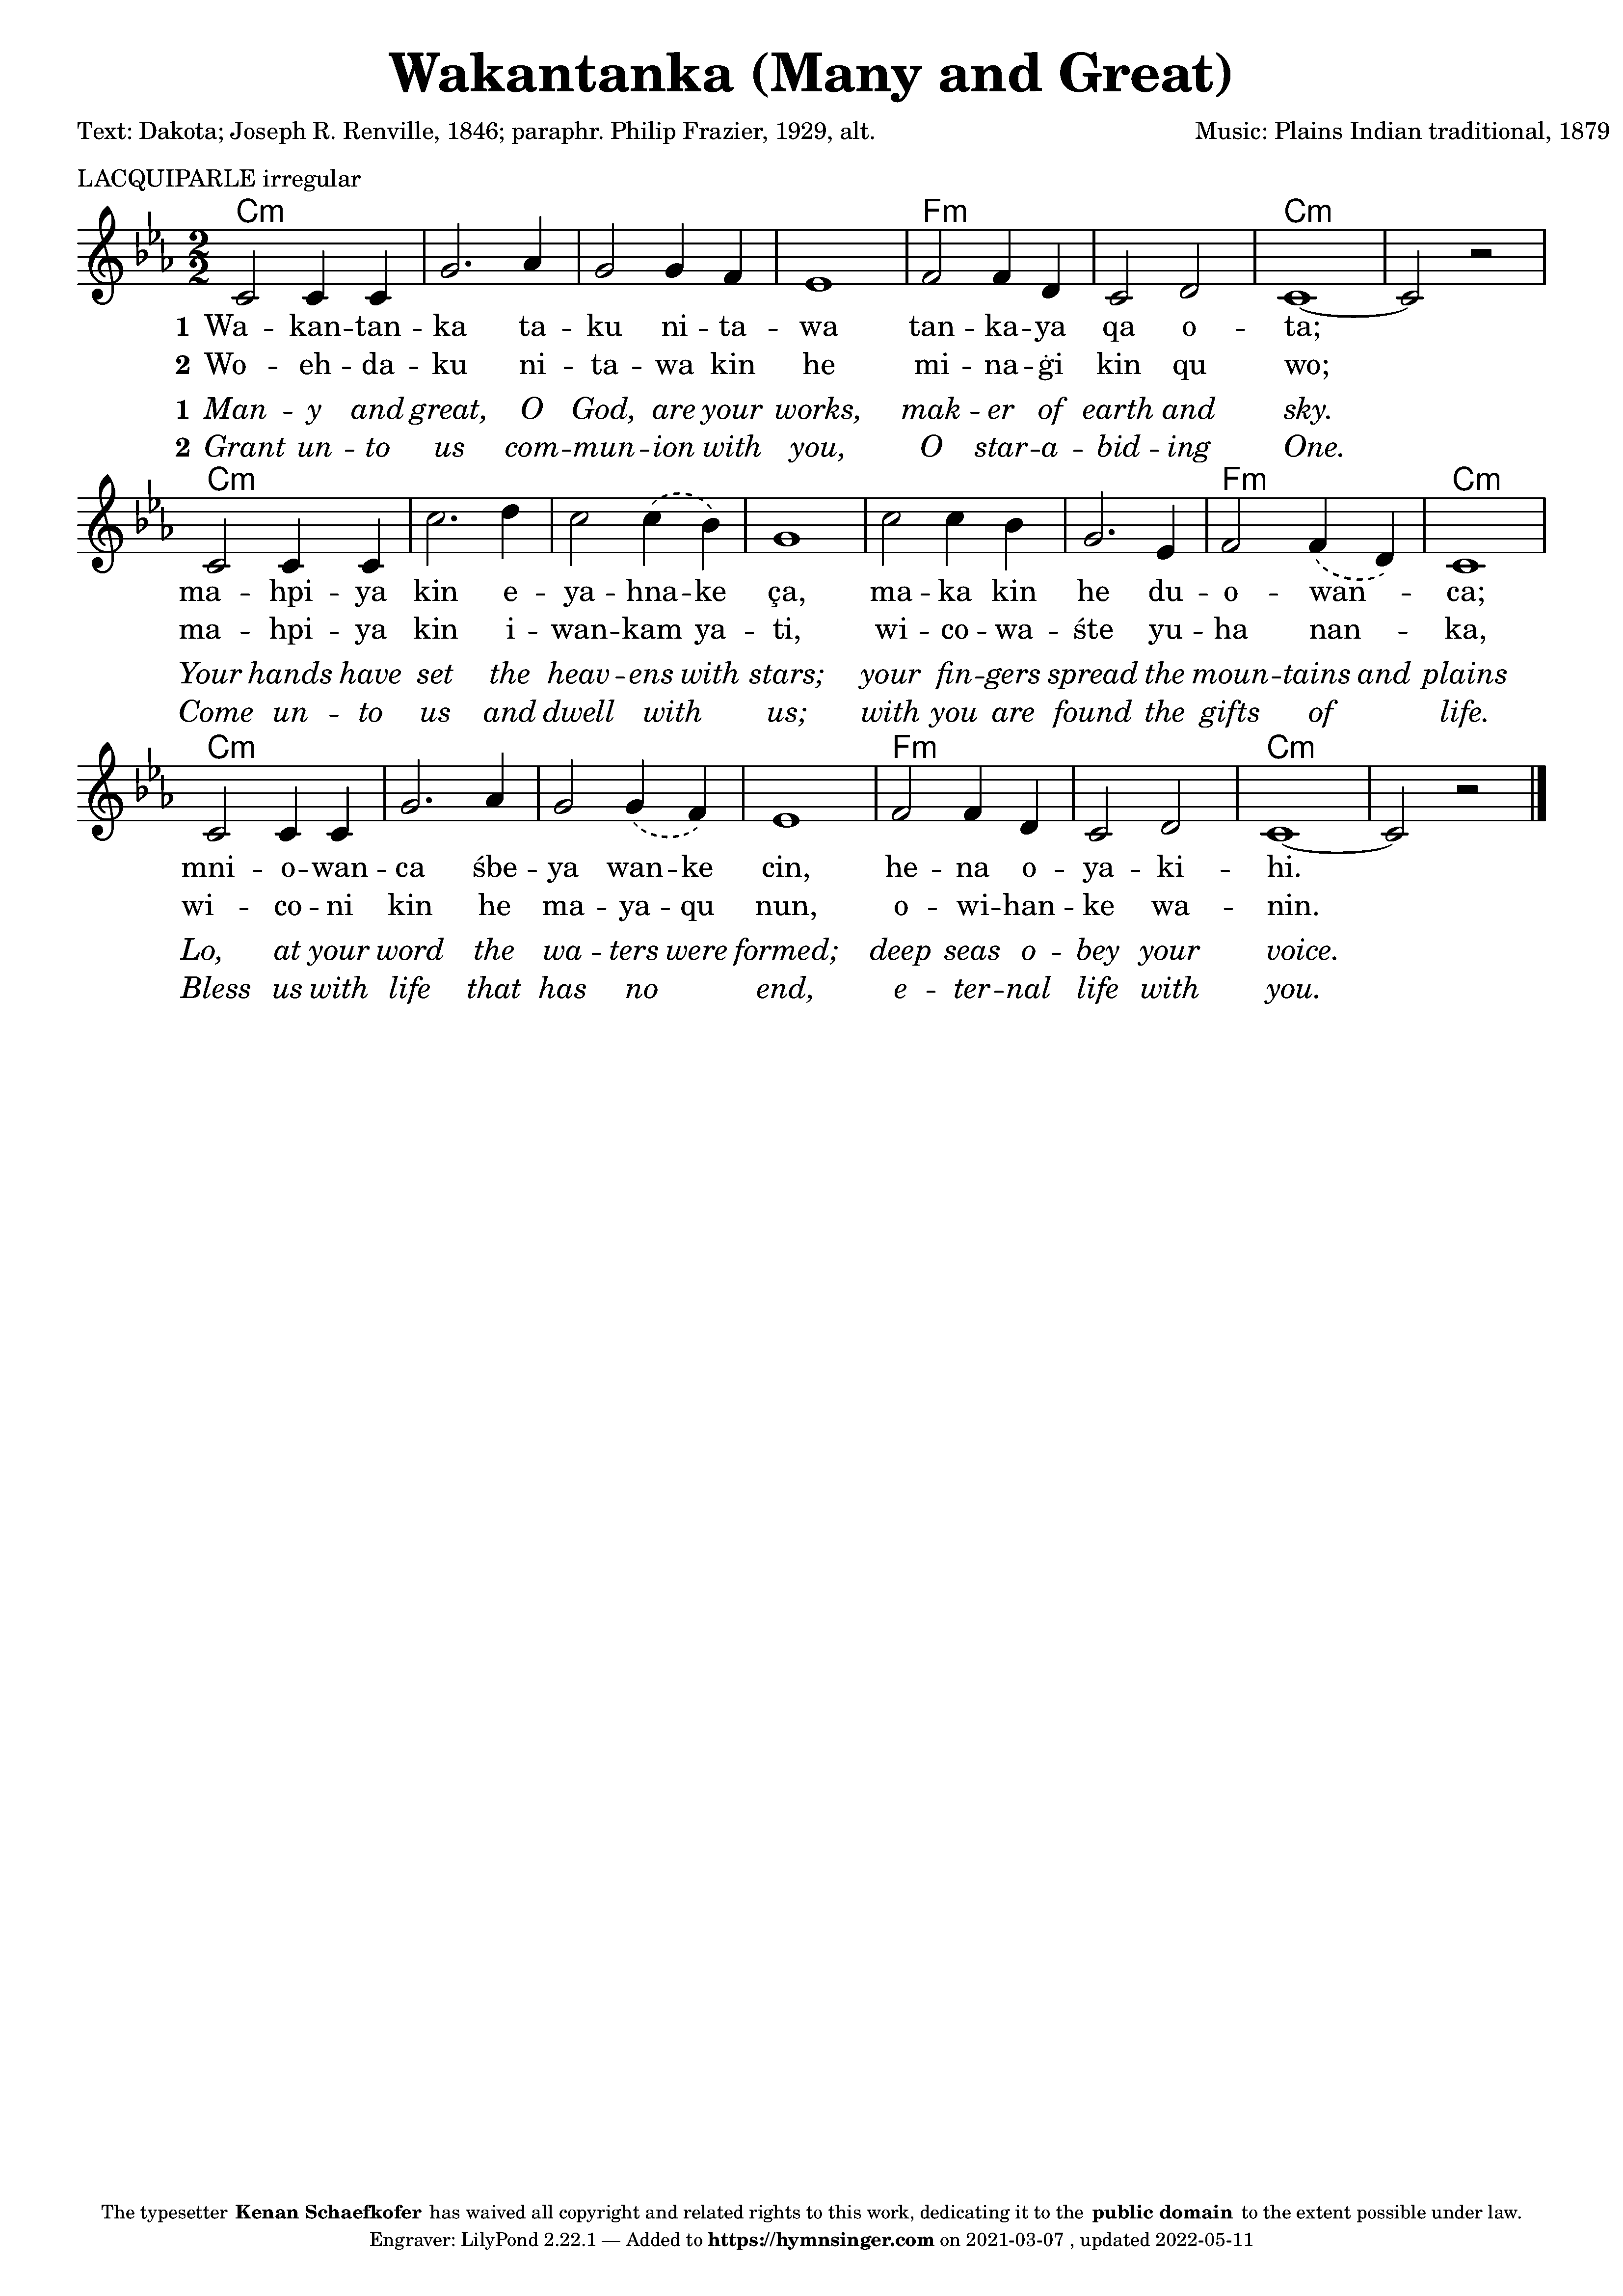 Wakantanka (Many and Great)
Text: Dakota; Joseph R. Renville, 1846; paraphr. Philip Frazier, 1929, alt. Music: Plains Indian traditional, 1879
LACQUIPARLE irregular
Cm Fm Cm
1 Wa -- kan -- tan -- ka ta -- ku ni -- ta -- wa tan -- ka -- ya qa o -- ta;
2 Wo -- eh -- da -- ku ni -- ta -- wa kin he mi -- na -- ġi kin qu wo;
1 Man -- y and great, O God, are your works, mak -- er of earth and sky.
2 Grant un -- to us com -- mun -- ion with you, O star -- a -- bid -- ing One.
Cm Fm Cm
ma -- hpi -- ya kin e -- ya -- hna -- ke ça, ma -- ka kin he du -- o -- wan -- ca;
ma -- hpi -- ya kin i -- wan -- kam ya -- ti, wi -- co -- wa -- śte yu -- ha nan -- ka,
Your hands have set the heav -- ens with stars; your fin -- gers spread the moun -- tains and plains
Come un -- to us and dwell with us; with you are found the gifts of life.
Cm Fm Cm
mni -- o -- wan -- ca śbe -- ya wan -- ke cin, he -- na o -- ya -- ki -- hi.
wi -- co -- ni kin he ma -- ya -- qu nun, o -- wi -- han -- ke wa -- nin.
Lo, at your word the wa -- ters were formed; deep seas o -- bey your voice.
Bless us with life that has no end, e -- ter -- nal life with you.
The typesetter Kenan Schaefkofer has waived all copyright and related rights to this work, dedicating it to the public domain to the extent possible under law.
Engraver: LilyPond 2.22.1 — Added to https://hymnsinger.com on 2021-03-07 , updated 2022-05-11